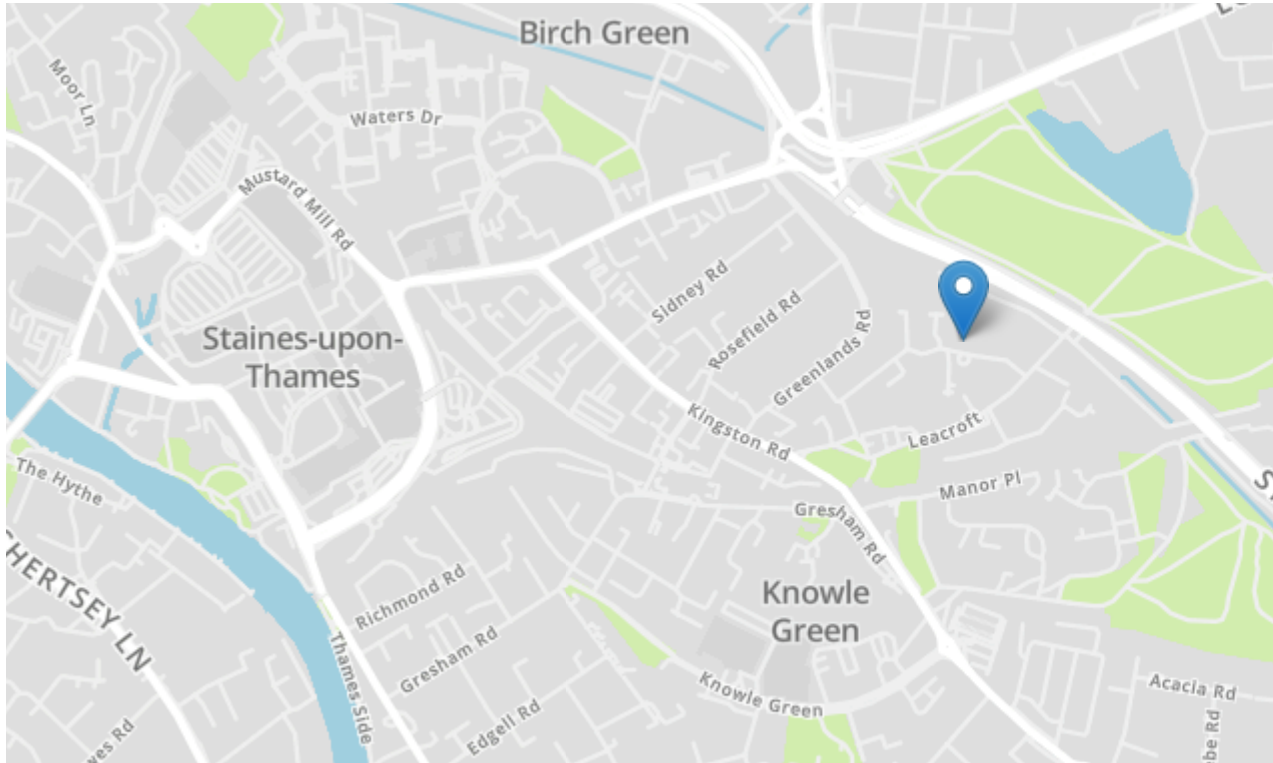 Birch Green
Moor Ln
Waters Dr
Mustard Mill Rd
Sidney Rd
Rosefield Rd
Greenlands Rd
Staines-upon-
Thames
Kingston Rd
Leacroft
Manor Pl
The Hythe
Gresham Rd
CHERTSEY LN
Richmond Rd
Knowle
Green
Gresham Rd
Thames Side
Knowle Green
Acacia Rd
Edgell Rd